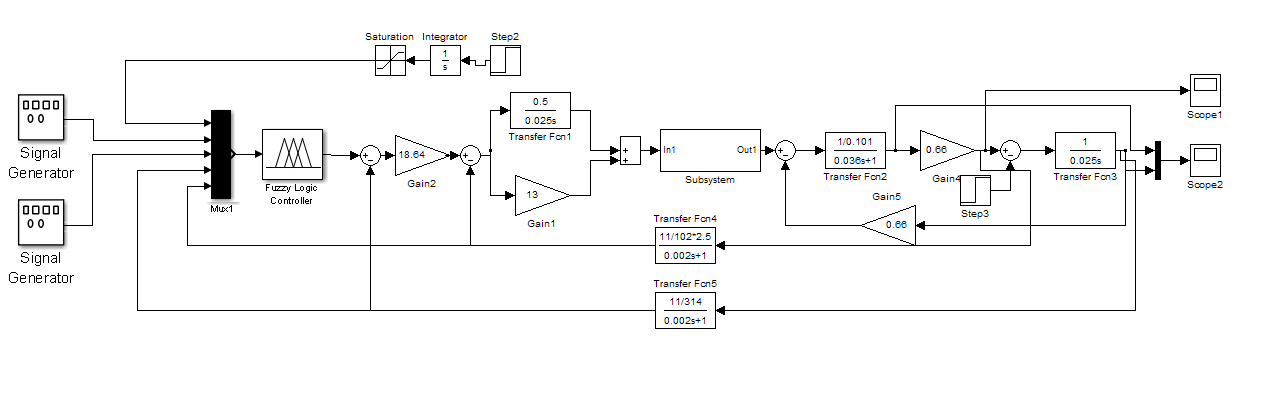 Saturation
Integrator
Step2
1
s
Scope1
0.5
0.025s
Transfer Fcn1
Signal
Generator
Mux1
Fuzzy Logic
Controller
18.64
Gain2
13
Gain1
+
+
In1
Out1
Subsystem
1/0.101
0.036s+1
Transfer Fcn2
0.66
Gain4
Step3
1
0.025s
Transfer Fcn3
Scope2
Gain5
0.66
Signal
Generator
Transfer Fcn4
11/102*2.5
0.002s+1
Transfer Fcn5
11/314
0.002s+1